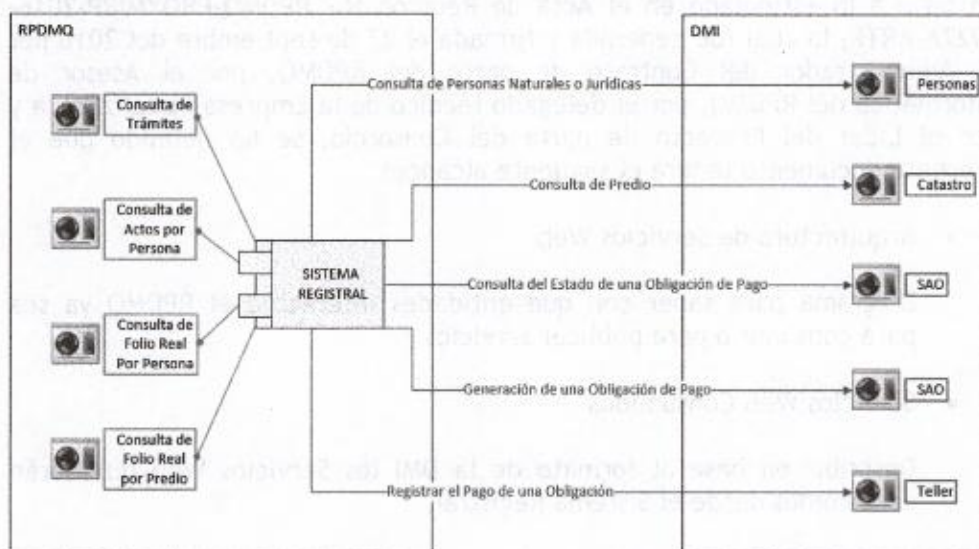 RPDMQ
DMI
Consulta de
Trámites
Consulta de
Actos por
Persona
Consulta de
Folio Real
Por Persona
Consulta de
Folio Real
por Predio
SISTEMA
REGISTRAL
Consulta de Personas Naturales o Jurídicas
Personas
Consulta de Predio
Catastro
Consulta del Estado de una Obligación de Pago
SAO
Generación de una Obligación de Pago
SAO
Registrar el Pago de una Obligación
Teller